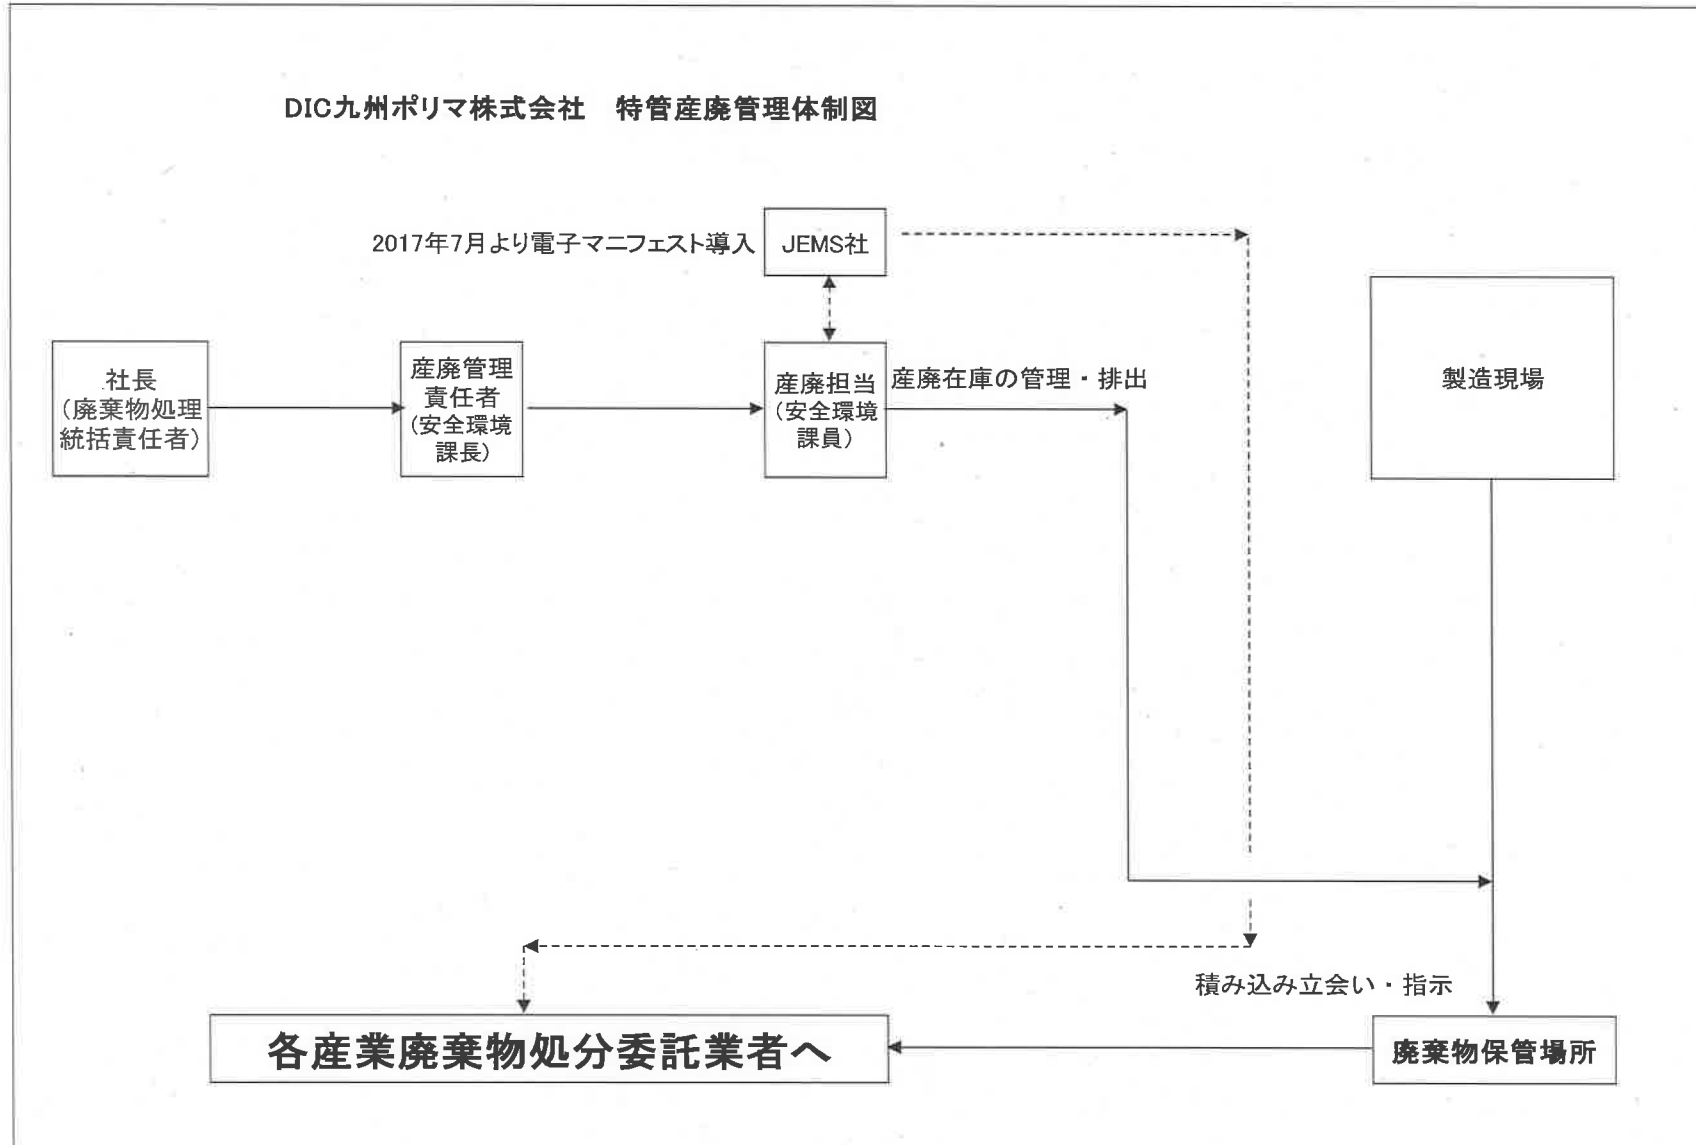 DIC九州ポリマ株式会社　特管産廃管理体制図
2017年7月より電子マニフェスト導入
JEMS社
社長
(廃棄物処理
統括責任者)
産廃管理
責任者
(安全環境
課長)
産廃担当
(安全環境
課員)
産廃在庫の管理・排出
製造現場
積み込み立会い・指示
各産業廃棄物処分委託業者へ
廃棄物保管場所